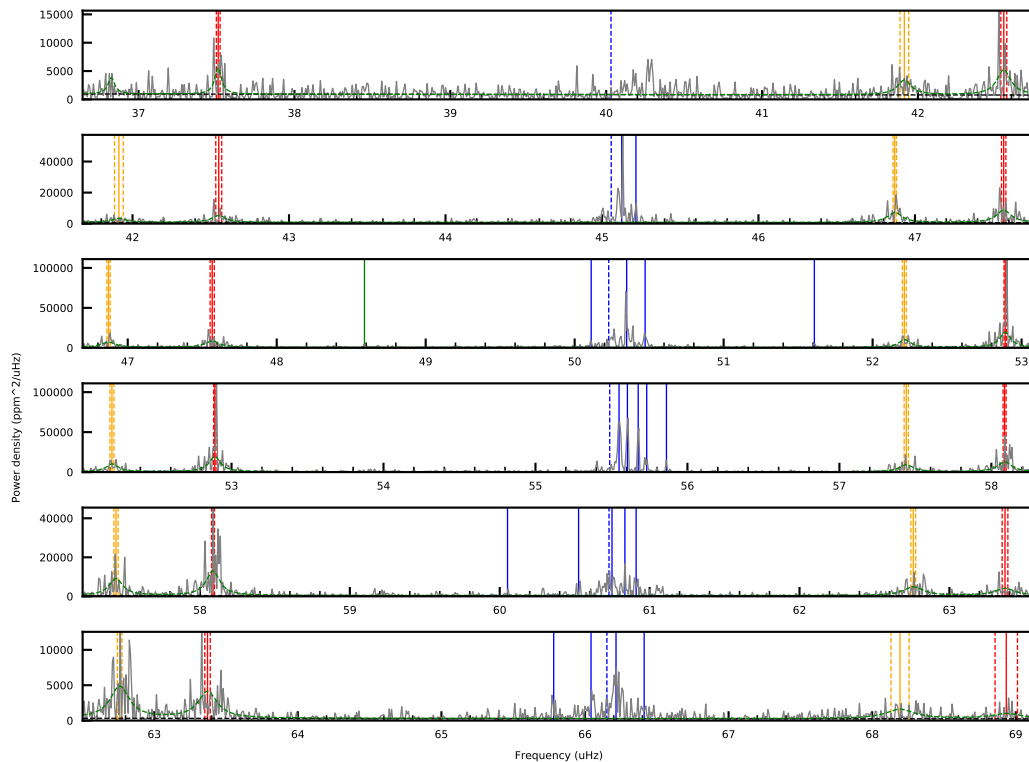 15000
10000
5000
0
37 38 39 40 41 42
40000
20000
0
42 43 44 45 46 47
100000
50000
0
47 48 49 50 51 52 53
Power density (ppm^2/uHz)
100000
50000
0
53 54 55 56 57 58
40000
20000
0
58 59 60 61 62 63
10000
5000
0
63 64 65 66 67 68 69
Frequency (uHz)